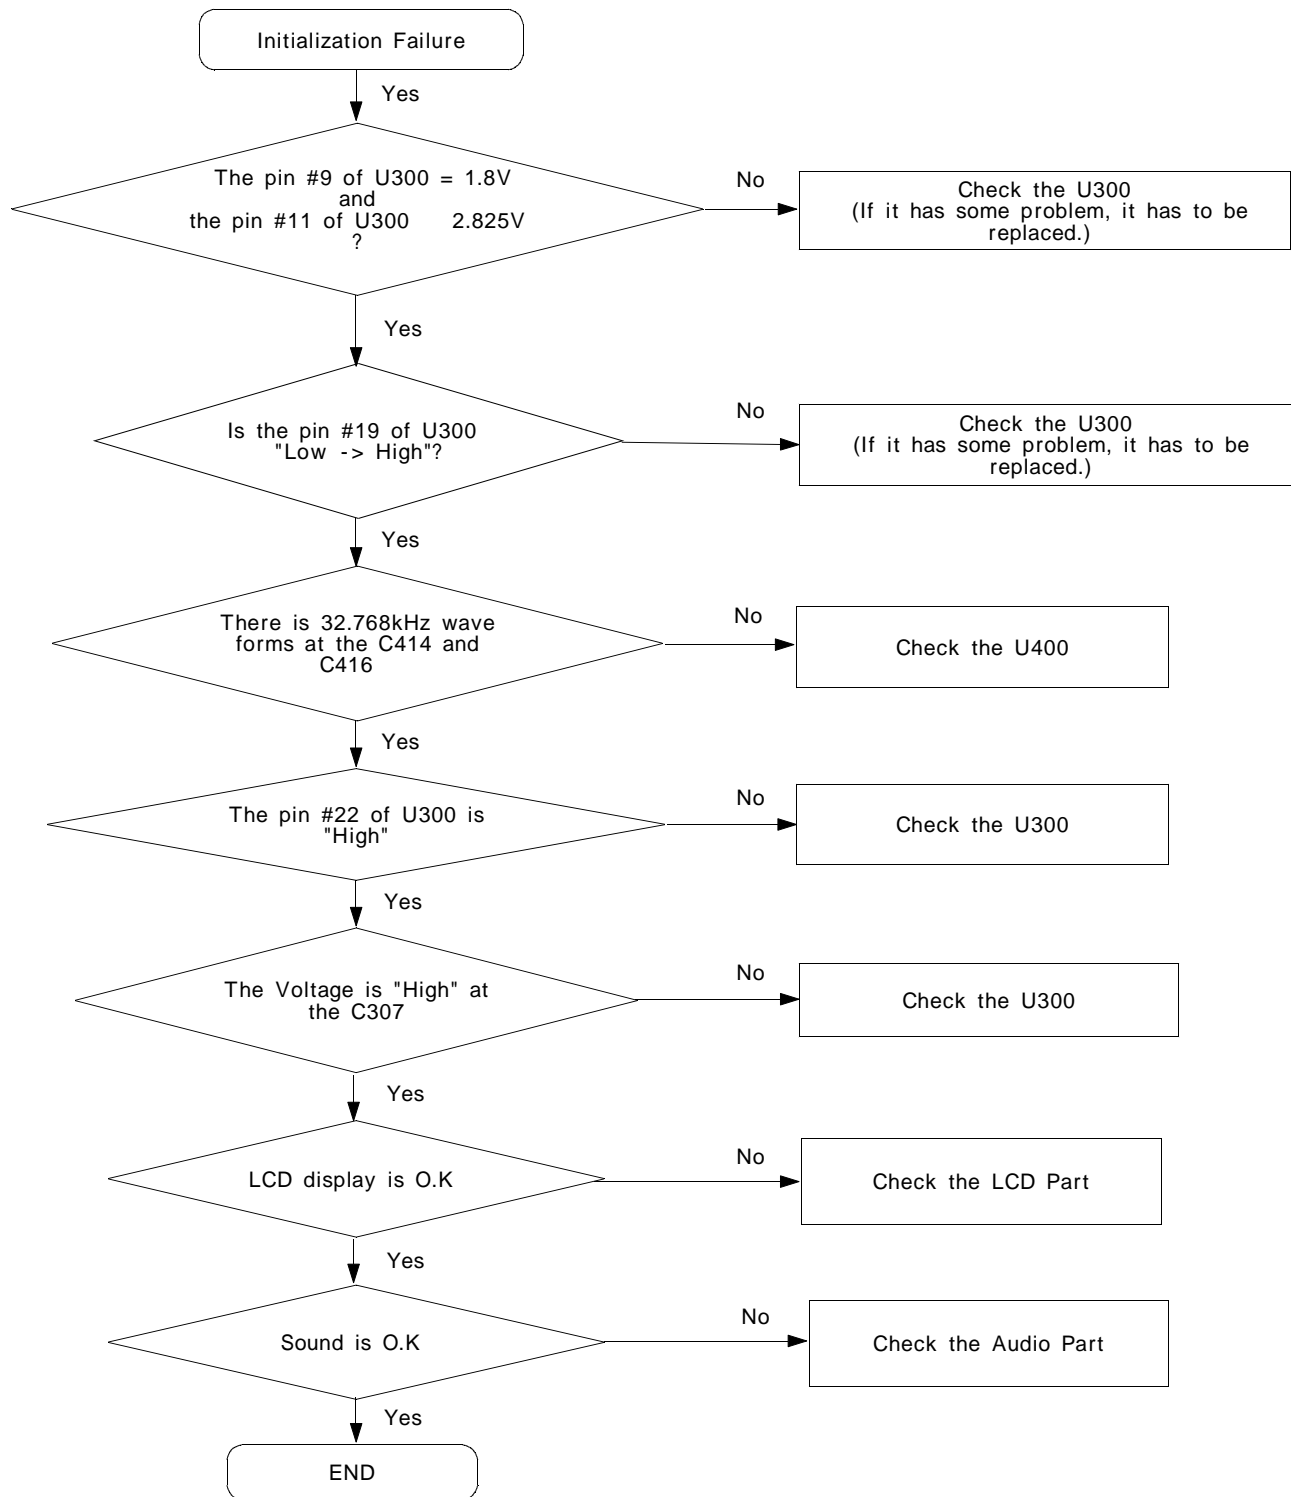 Initialization Failure
Yes
The pin #9 of U300 = 1.8V
and
the pin #11 of U300 2.825V
?
No
Check the U300
(If it has some problem, it has to be
replaced.)
Yes
Is the pin #19 of U300
"Low -> High"?
No
Check the U300
(If it has some problem, it has to be
replaced.)
Yes
There is 32.768kHz wave
forms at the C414 and
C416
No
Check the U400
Yes
The pin #22 of U300 is
"High"
No
Check the U300
Yes
The Voltage is "High" at
the C307
No
Check the U300
Yes
LCD display is O.K
No
Check the LCD Part
Yes
Sound is O.K
No
Check the Audio Part
Yes
END